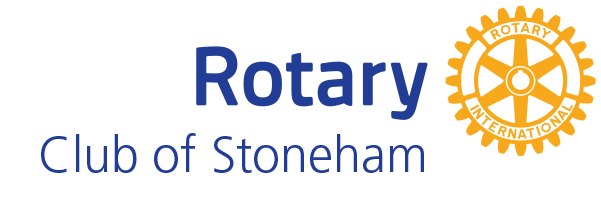 Rotary
Club of Stoneham
ROTARY
INTERNATIONAL